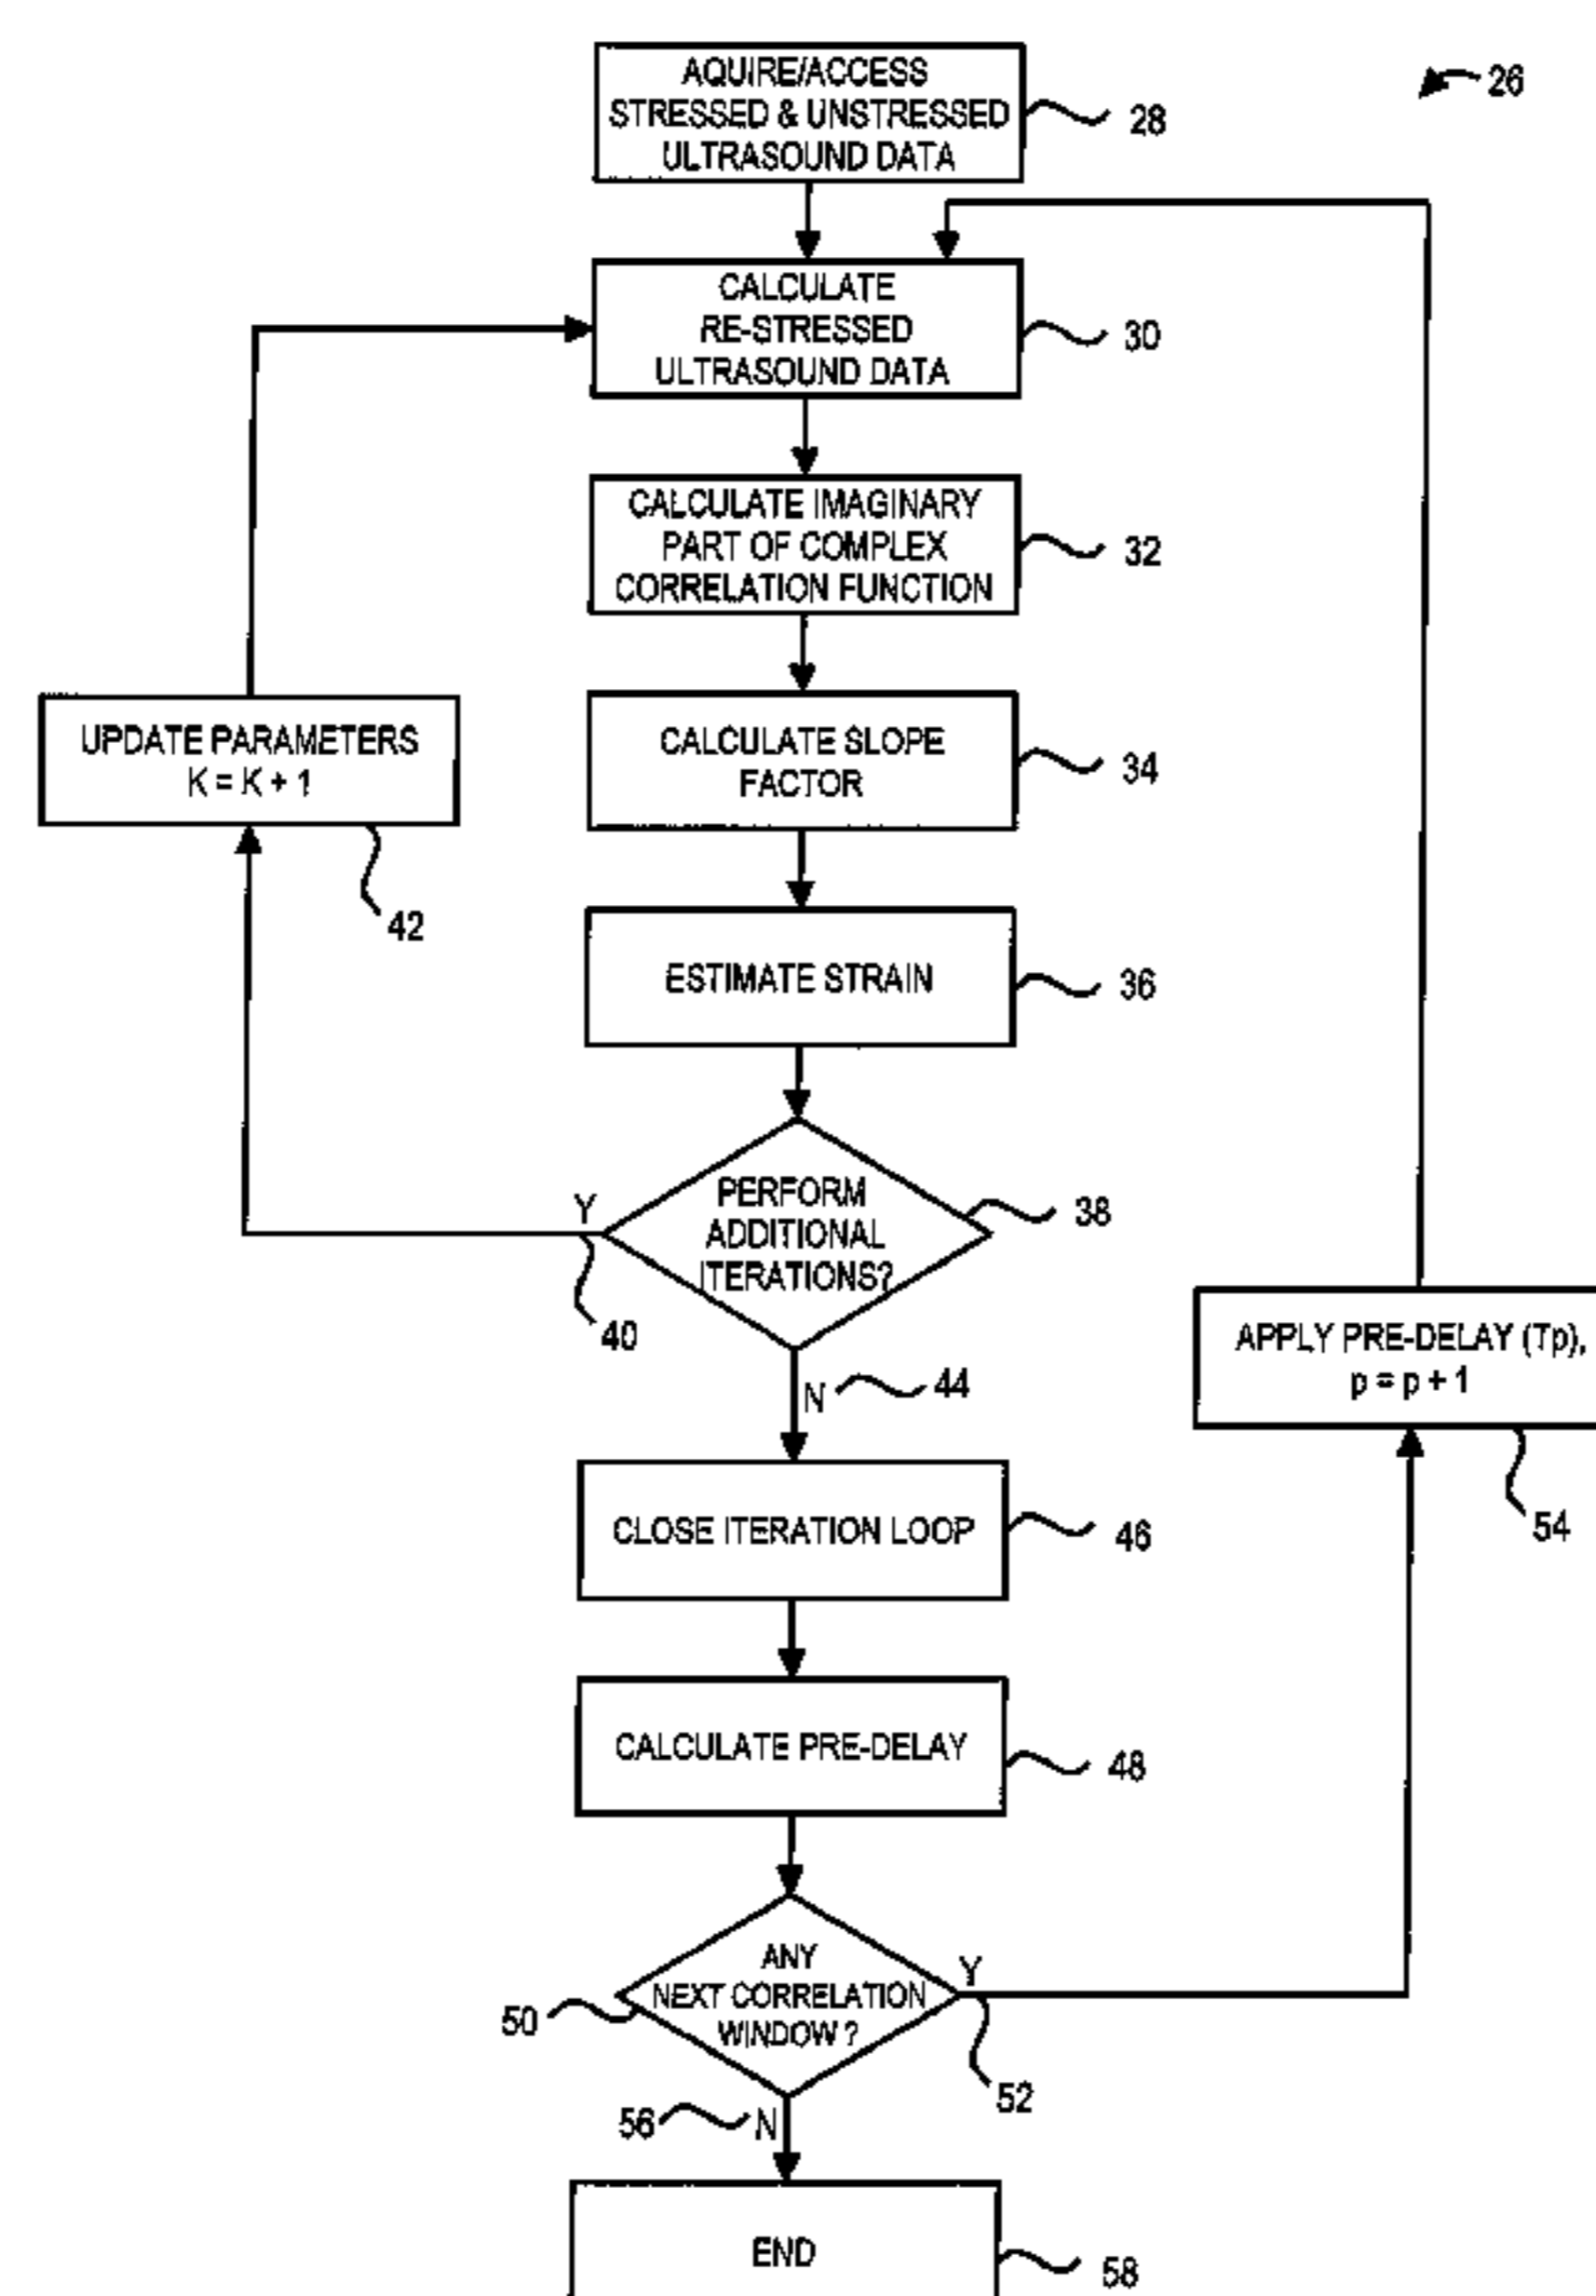 AQUIRE/ACCESS
STRESSED & UNSTRESSED
ULTRASOUND DATA
28
26
CALCULATE
RE-STRESSED
ULTRASOUND DATA
30
CALCULATE IMAGINARY
PART OF COMPLEX
CORRELATION FUNCTION
32
UPDATE PARAMETERS
K = K + 1
42
CALCULATE SLOPE
FACTOR
34
ESTIMATE STRAIN
36
PERFORM
ADDITIONAL
ITERATIONS?
38
Y
40
N
44
APPLY PRE-DELAY (Tp),
p = p + 1
54
CLOSE ITERATION LOOP
46
CALCULATE PRE-DELAY
48
ANY
NEXT CORRELATION
WINDOW ?
50
Y
52
56
N
END
58